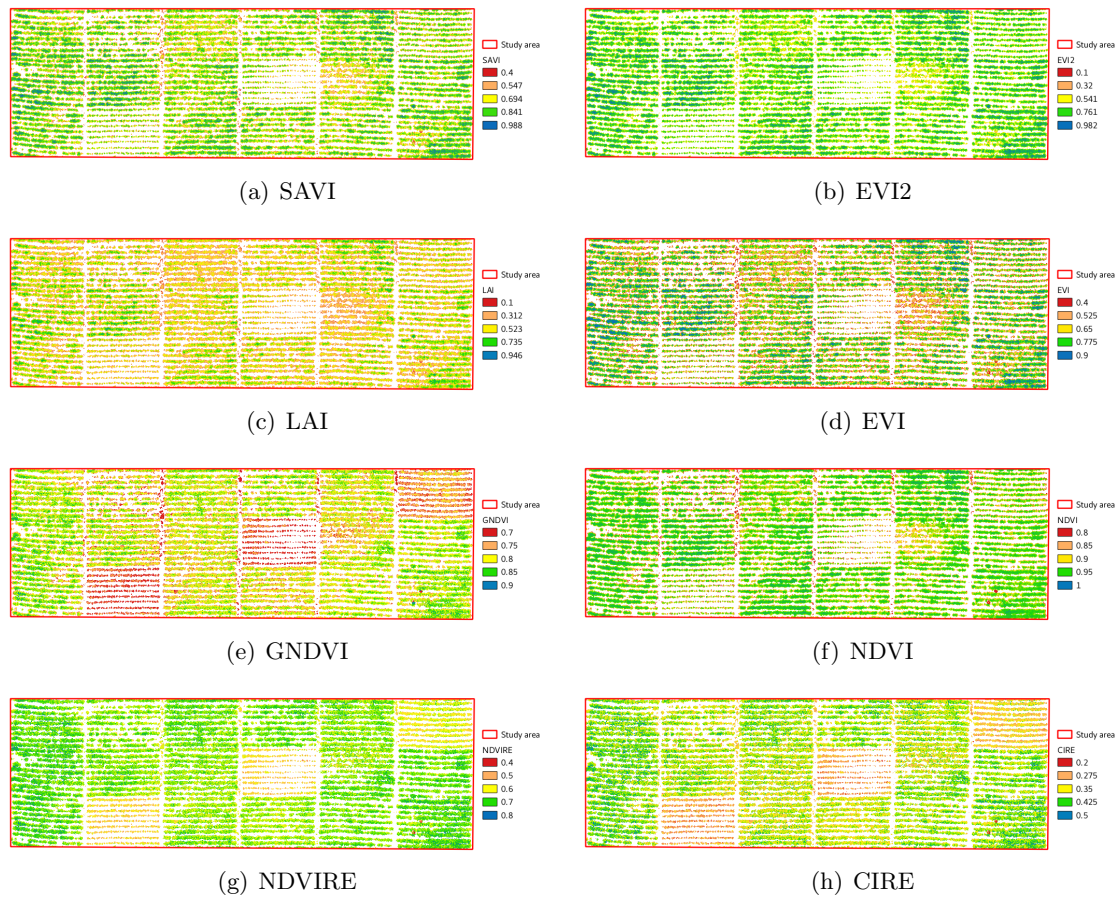 Study area
SAVI
0.4
0.547
0.694
0.841
0.988
(a) SAVI
Study area
EVI2
0.1
0.32
0.541
0.761
0.982
(b) EVI2
Study area
LAI
0.1
0.312
0.523
0.735
0.946
(c) LAI
Study area
EVI
0.4
0.525
0.65
0.775
0.9
(d) EVI
Study area
GNDVI
0.7
0.75
0.8
0.85
0.9
(e) GNDVI
Study area
NDVI
0.8
0.85
0.9
0.95
1
(f) NDVI
Study area
NDVIRE
0.4
0.5
0.6
0.7
0.8
(g) NDVIRE
Study area
CIRE
0.2
0.275
0.35
0.425
0.5
(h) CIRE